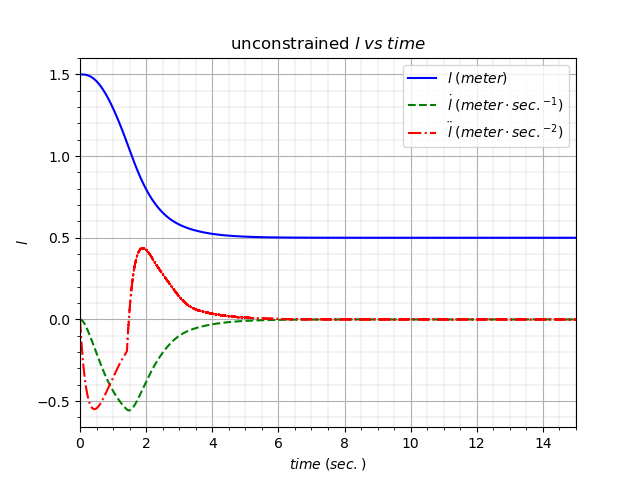 unconstrained l vs time
l (meter)
l̇ (meter · sec.⁻¹)
l̈ (meter · sec.⁻²)
1.5
1.0
0.5
0.0
−0.5
l
0 2 4 6 8 10 12 14
time (sec.)